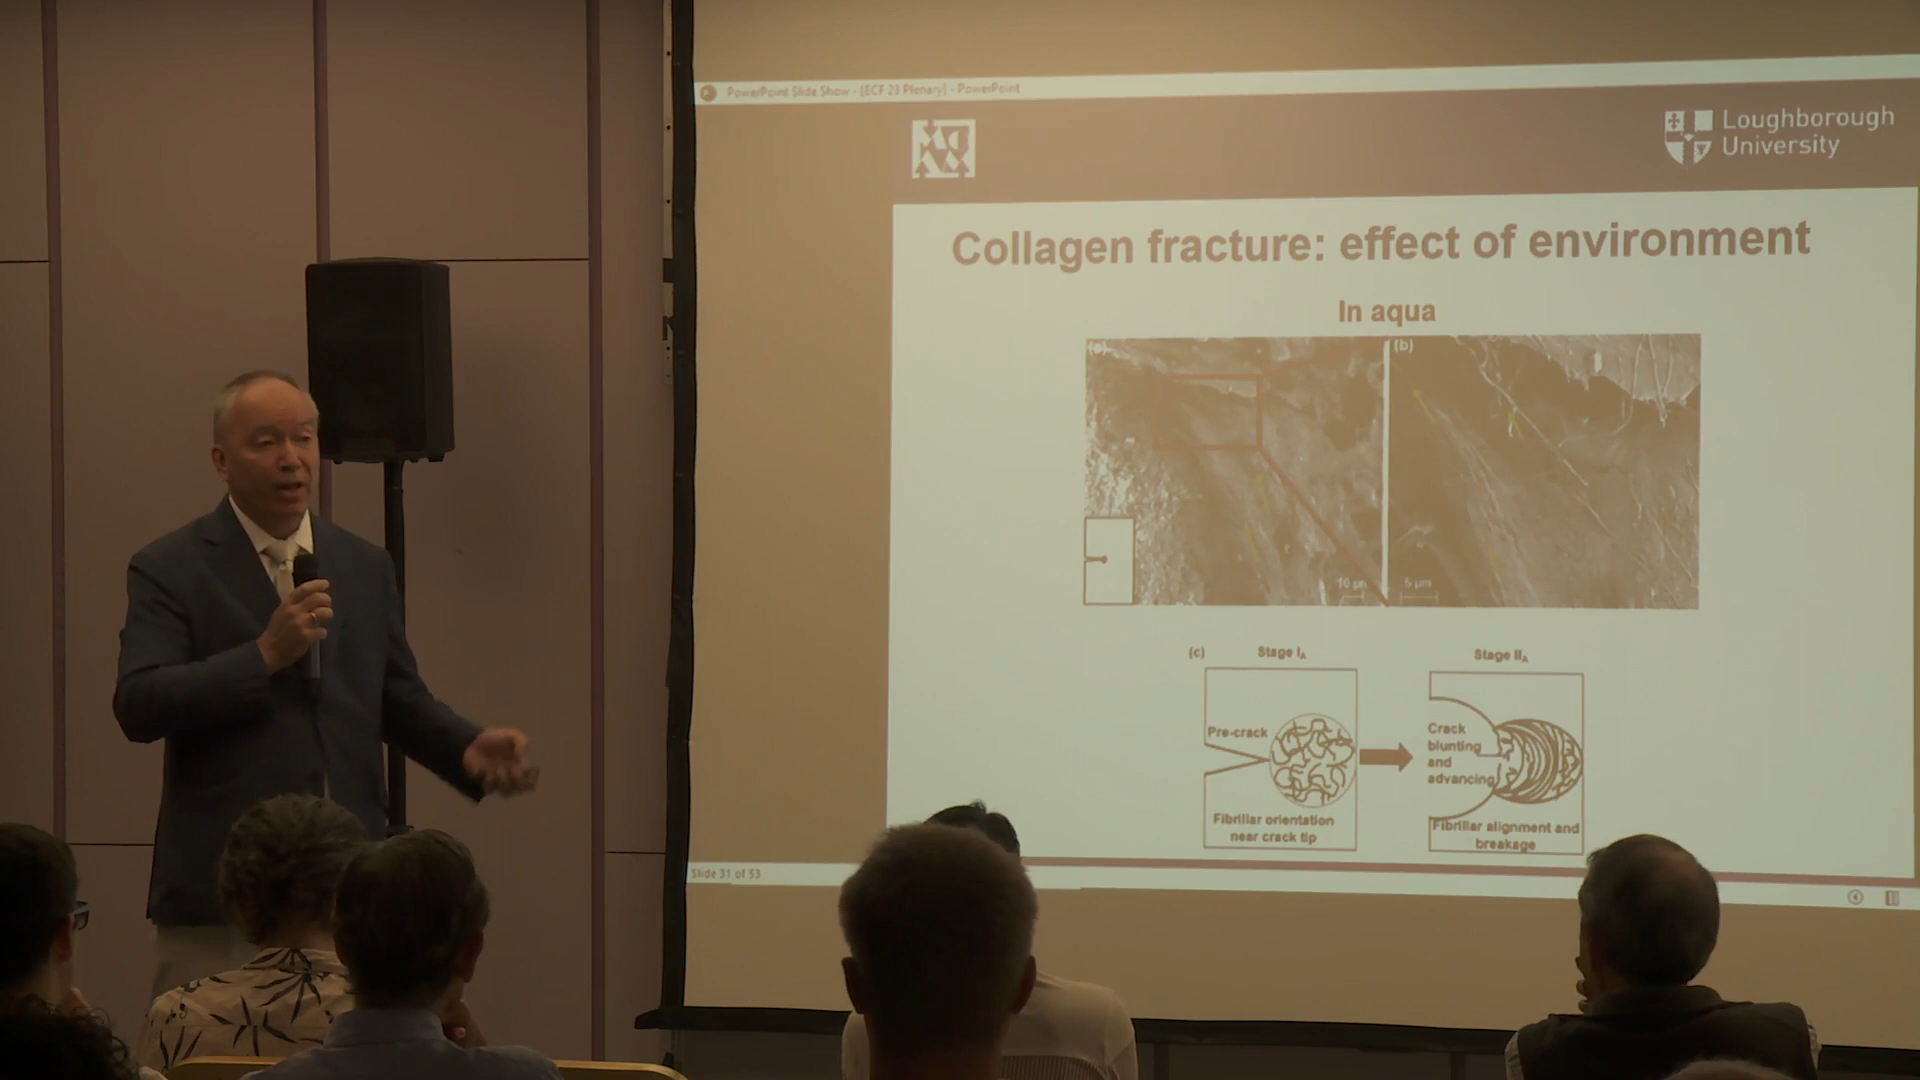 PowerPoint Slide Show - [ECF 23 Plenary] - PowerPoint
Loughborough
University
Collagen fracture: effect of environment
In aqua
(a)
(b)
10 µm
5 µm
(c)
Stage IA
Stage IIA
Pre-crack
Fibrillar orientation
near crack tip
Crack
blunting
and
advancing
Fibrillar alignment and
breakage
Slide 31 of 53